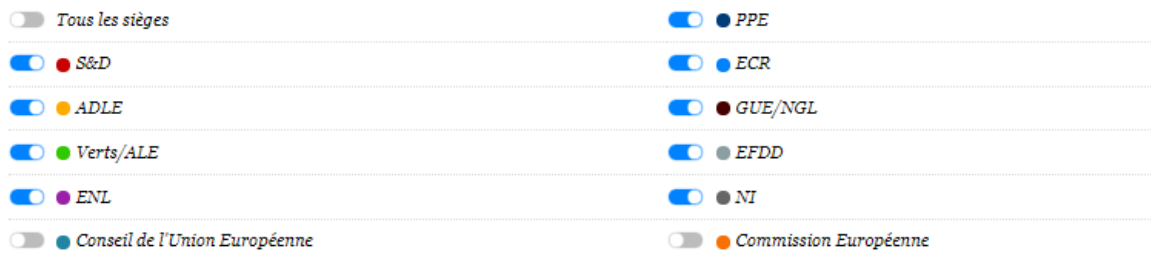 Tous les sièges
PPE
S&D
ECR
ADLE
GUE/NGL
Verts/ALE
EFDD
ENL
NI
Conseil de l'Union Européenne
Commission Européenne